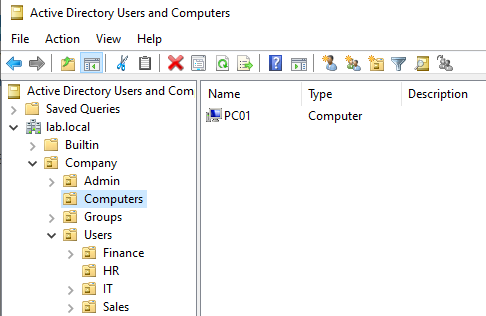 Active Directory Users and Computers
File Action View Help
Active Directory Users and Com
Saved Queries
lab.local
Builtin
Company
Admin
Computers
Groups
Users
Finance
HR
IT
Sales
Name Type Description
PC01 Computer